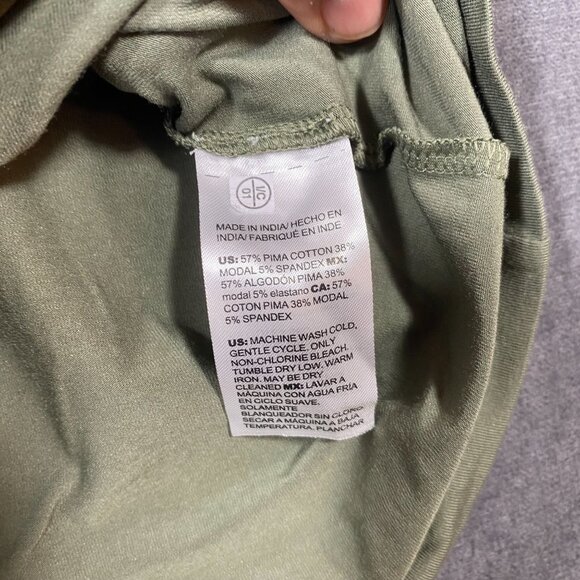 I/C
01
MADE IN INDIA/ HECHO EN
INDIA/ FABRIQUÉ EN INDE
US: 57% PIMA COTTON 38%
MODAL 5% SPANDEX MX:
57% ALGODÓN PIMA 38%
modal 5% elastano CA: 57%
COTON PIMA 38% MODAL
5% SPANDEX
US: MACHINE WASH COLD,
GENTLE CYCLE. ONLY
NON-CHLORINE BLEACH.
TUMBLE DRY LOW. WARM
IRON. MAY BE DRY
CLEANED MX: LAVAR A
MÁQUINA CON AGUA FRÍA
EN CICLO SUAVE.
SOLAMENTE
BLANQUEADOR SIN CLORO.
SECAR A MÁQUINA A BAJA
TEMPERATURA. PLANCHAR